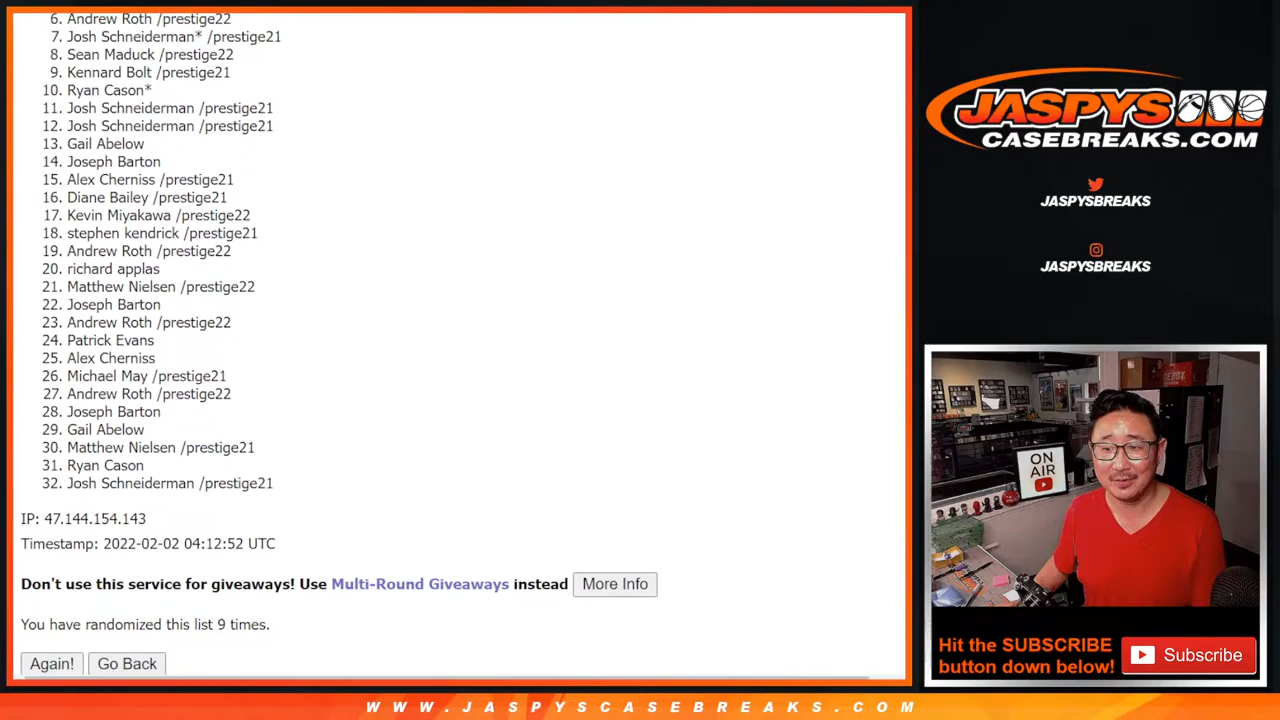 6. Andrew Roth /prestige22
7. Josh Schneiderman* /prestige21
8. Sean Maduck /prestige22
9. Kennard Bolt /prestige21
10. Ryan Cason*
11. Josh Schneiderman /prestige21
12. Josh Schneiderman /prestige21
13. Gail Abelow
14. Joseph Barton
15. Alex Cherniss /prestige21
16. Diane Bailey /prestige21
17. Kevin Miyakawa /prestige22
18. stephen kendrick /prestige21
19. Andrew Roth /prestige22
20. richard applas
21. Matthew Nielsen /prestige22
22. Joseph Barton
23. Andrew Roth /prestige22
24. Patrick Evans
25. Alex Cherniss
26. Michael May /prestige21
27. Andrew Roth /prestige22
28. Joseph Barton
29. Gail Abelow
30. Matthew Nielsen /prestige21
31. Ryan Cason
32. Josh Schneiderman /prestige21
IP: 47.144.154.143
Timestamp: 2022-02-02 04:12:52 UTC
Don't use this service for giveaways! Use Multi-Round Giveaways instead More Info
You have randomized this list 9 times.
Again! Go Back
JASPYS
CASEBREAKS.COM
JASPYSBREAKS
JASPYSBREAKS
ON
AIR
Hit the SUBSCRIBE
button down below!
Subscribe
WWW.JASPYSCASEBREAKS.COM